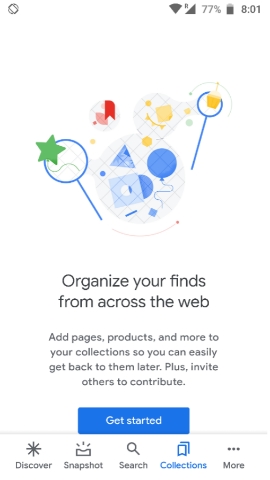 R
77%
8:01
Organize your finds
from across the web
Add pages, products, and more to
your collections so you can easily
get back to them later. Plus, invite
others to contribute.
Get started
Discover
Snapshot
Search
Collections
More